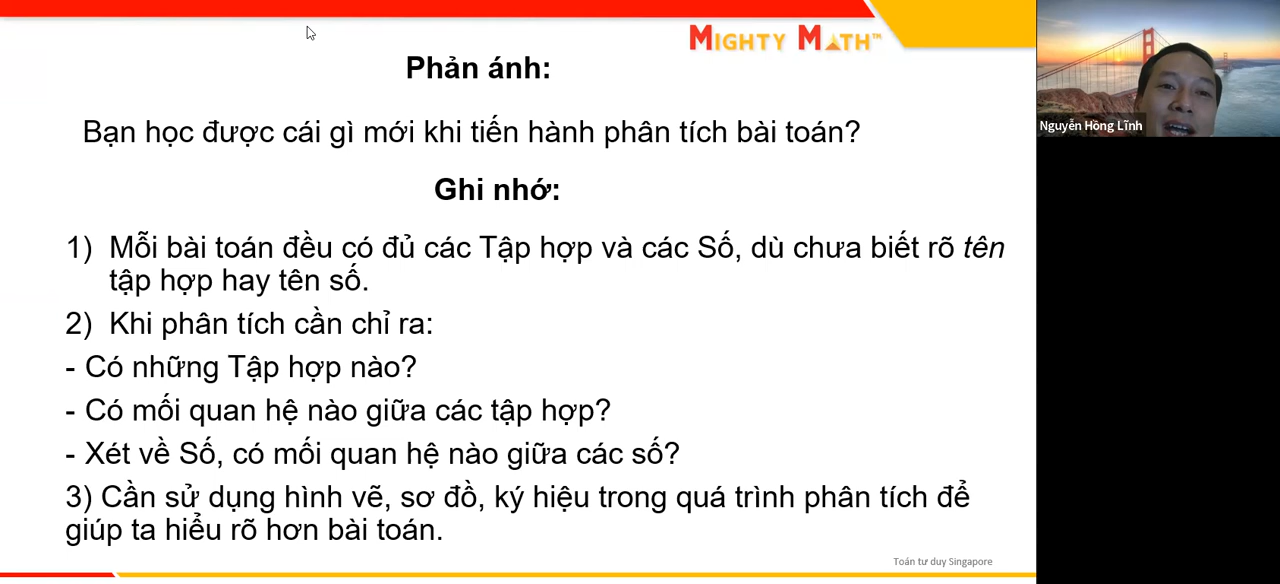 MIGHTY MATH™
Phản ánh:
Bạn học được cái gì mới khi tiến hành phân tích bài toán?
Ghi nhớ:
1) Mỗi bài toán đều có đủ các Tập hợp và các Số, dù chưa biết rõ tên
tập hợp hay tên số.
2) Khi phân tích cần chỉ ra:
- Có những Tập hợp nào?
- Có mối quan hệ nào giữa các tập hợp?
- Xét về Số, có mối quan hệ nào giữa các số?
3) Cần sử dụng hình vẽ, sơ đồ, ký hiệu trong quá trình phân tích để
giúp ta hiểu rõ hơn bài toán.
Toán tư duy Singapore
Nguyễn Hồng Lĩnh